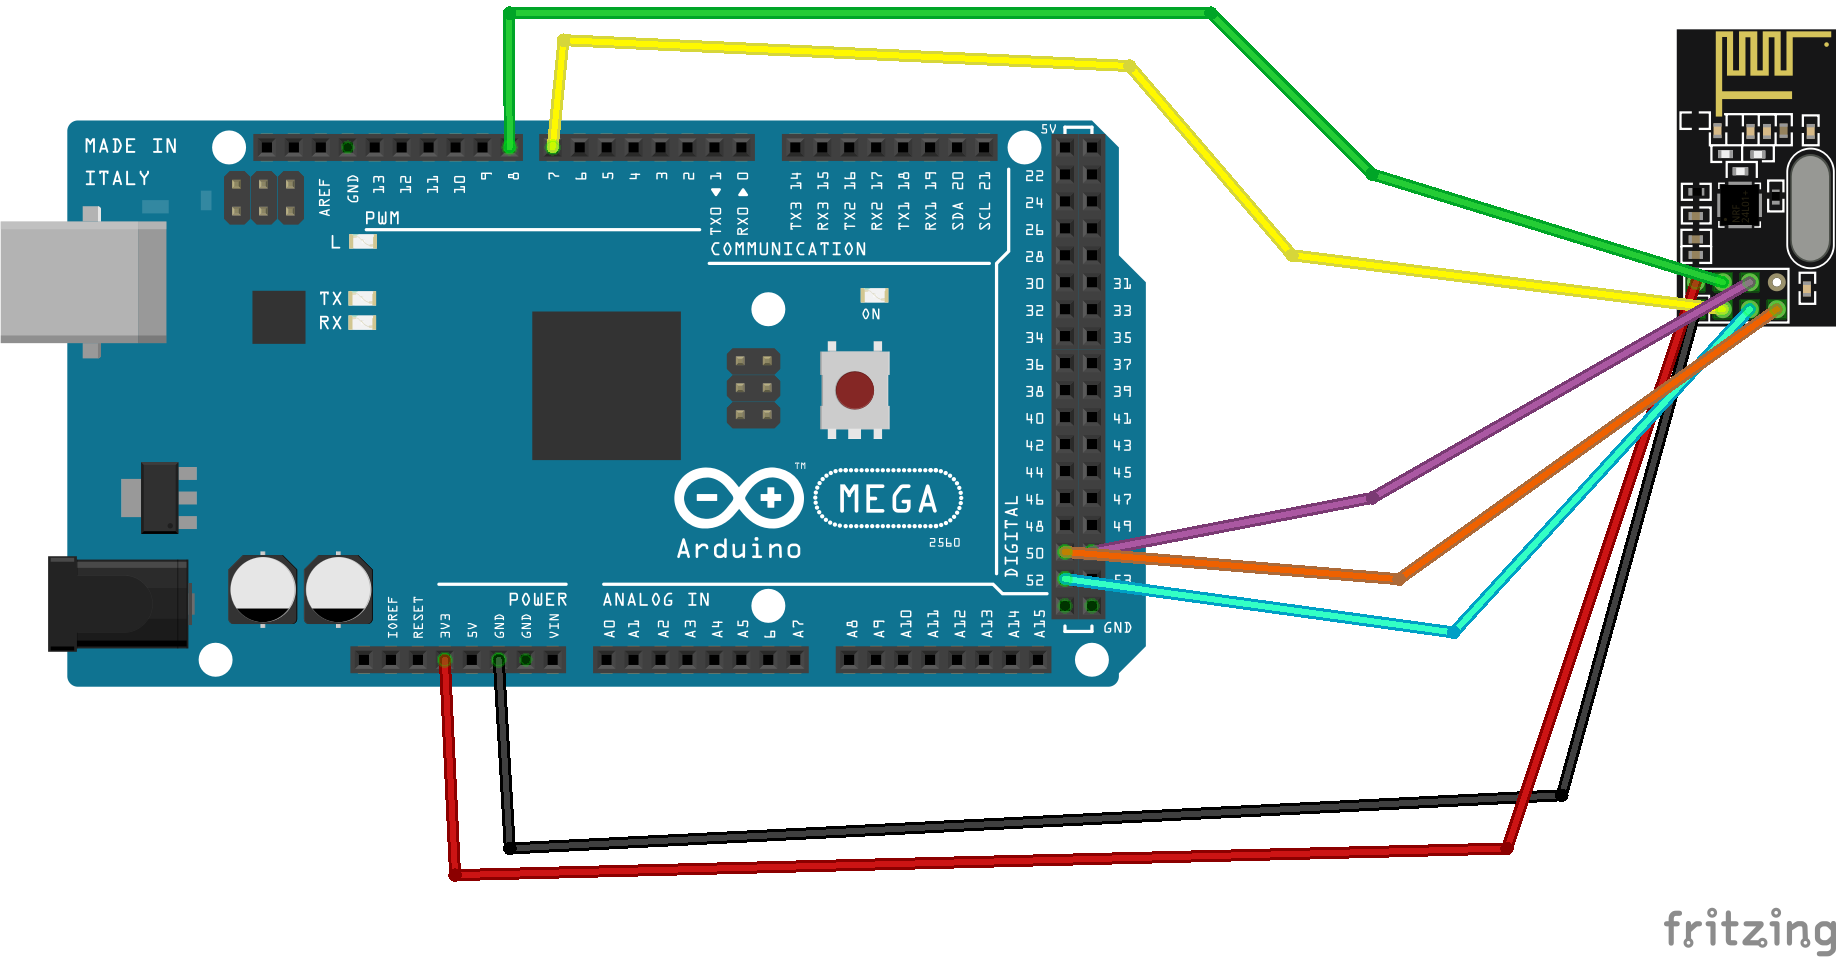 MADE IN
ITALY
AREF
GND
13
12
11
10
9
8
7
6
5
4
3
2
TX0 1
RX0 0
TX3 14
RX3 15
TX2 16
RX2 17
TX1 18
RX1 19
SDA 20
SCL 21
5V
PWM
L
TX
RX
COMMUNICATION
ON
22
24
26
28
30 31
32 33
34 35
36 37
38 39
40 41
42 43
44 45
46 47
48 49
50
52 53
DIGITAL
GND
MEGA
TM
Arduino
2560
POWER
ANALOG IN
IOREF
RESET
3V3
5V
GND
GND
VIN
A0
A1
A2
A3
A4
A5
6
A7
A8
A9
A10
A11
A12
A13
A14
A15
NRF
24L01+
fritzing